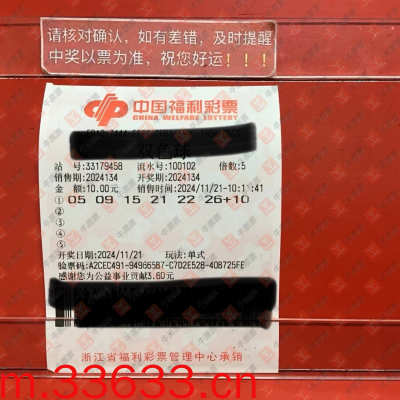 请核对确认，如有差错，及时提醒
中奖以票为准，祝您好运！！！
中国福利彩票
CHINA WELFARE LOTTERY
双色球
站 号:33179458 流水号:100102 倍数:5
销售期:2024134 开奖期:2024134
金 额:10.00元 销售时间:2024/11/21-10:11:41
① 05 09 15 21 22 26+10
②
③
④
⑤
开奖日期:2024/11/21 玩法:单式
验票码:A2CEC491-94966587-C7D2E528-408725FE
感谢您为公益事业贡献3.60元
浙江省福利彩票管理中心承销
m.33633.cn